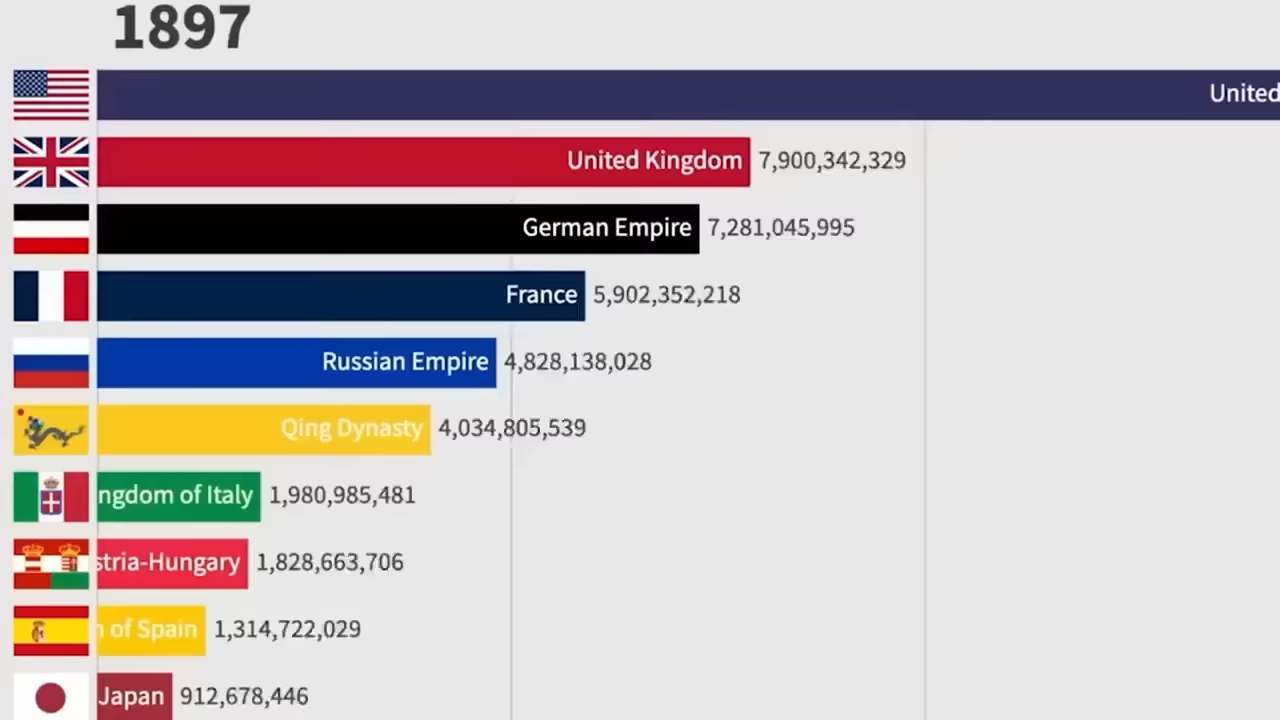 1897
United
United Kingdom 7,900,342,329
German Empire 7,281,045,995
France 5,902,352,218
Russian Empire 4,828,138,028
Qing Dynasty 4,034,805,539
ngdom of Italy 1,980,985,481
stria-Hungary 1,828,663,706
n of Spain 1,314,722,029
Japan 912,678,446